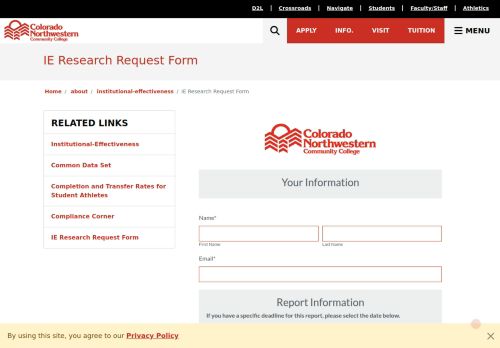 D2L | Crossroads | Navigate | Students | Faculty/Staff | Athletics
Colorado
Northwestern
Community College
APPLY INFO. VISIT TUITION MENU
IE Research Request Form
Home / about / institutional-effectiveness / IE Research Request Form
RELATED LINKS
Institutional-Effectiveness
Common Data Set
Completion and Transfer Rates for
Student Athletes
Compliance Corner
IE Research Request Form
Colorado
Northwestern
Community College
Your Information
Name*
First Name Last Name
Email*
Report Information
If you have a specific deadline for this report, please select the date below.
By using this site, you agree to our Privacy Policy